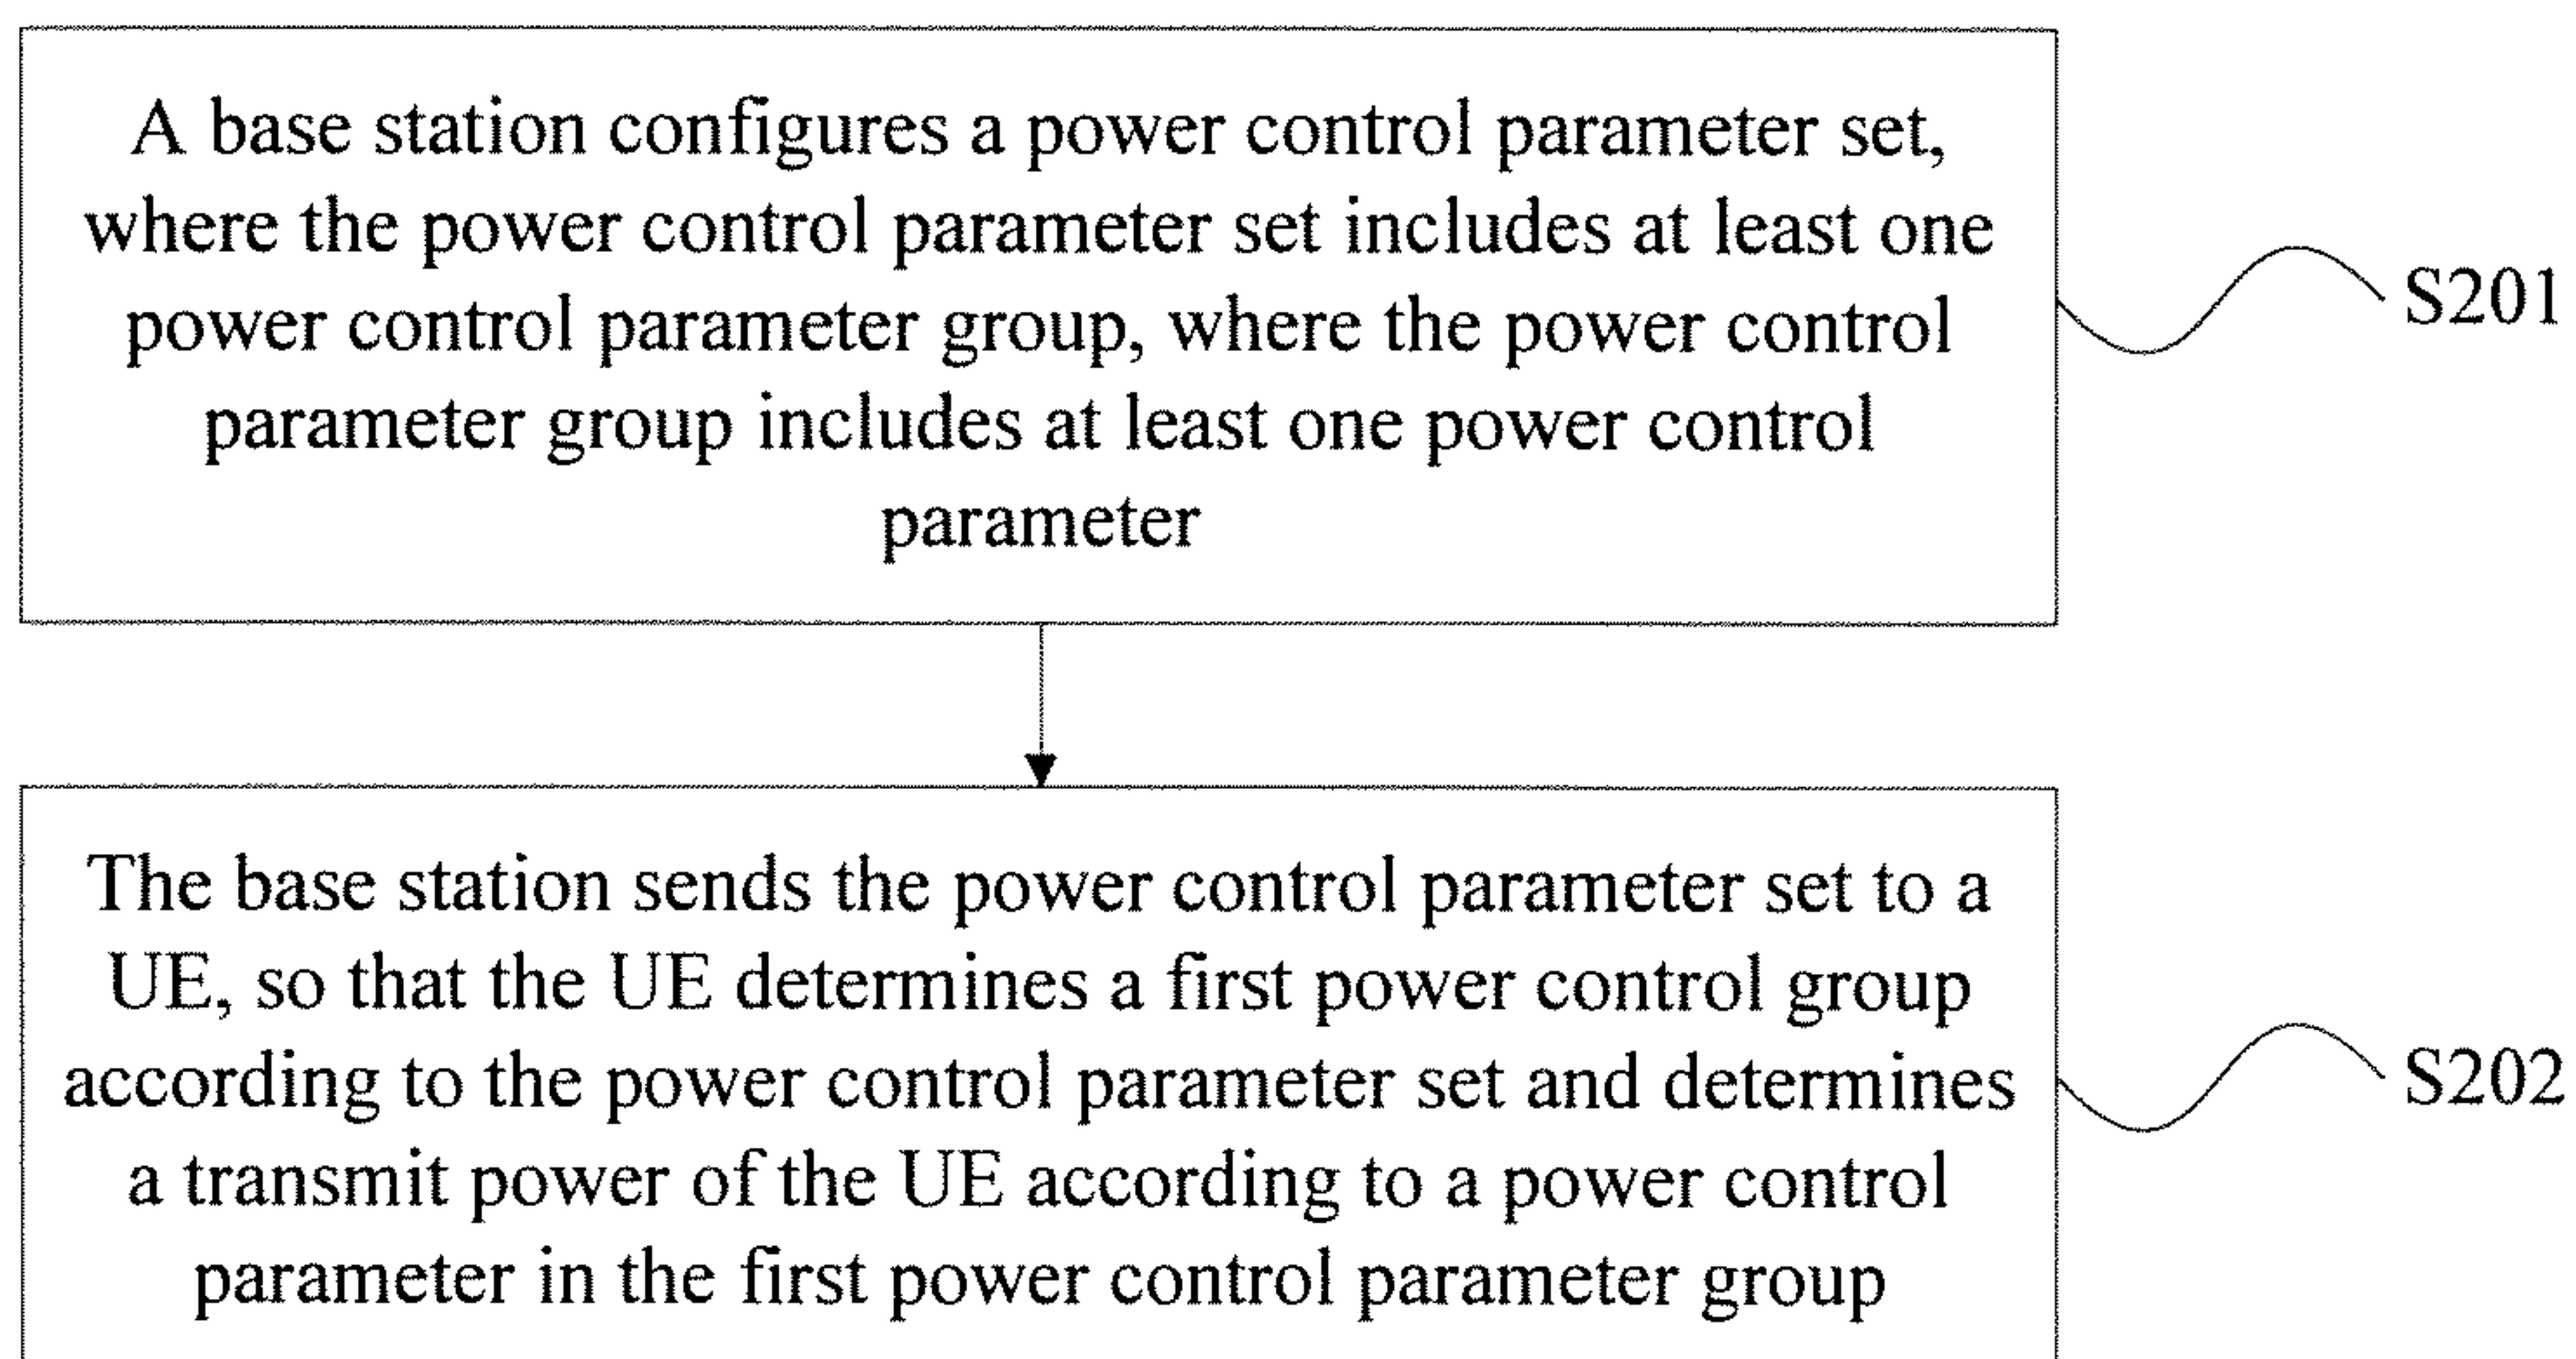 A base station configures a power control parameter set,
where the power control parameter set includes at least one
power control parameter group, where the power control
parameter group includes at least one power control
parameter
S201
The base station sends the power control parameter set to a
UE, so that the UE determines a first power control group
according to the power control parameter set and determines
a transmit power of the UE according to a power control
parameter in the first power control parameter group
S202